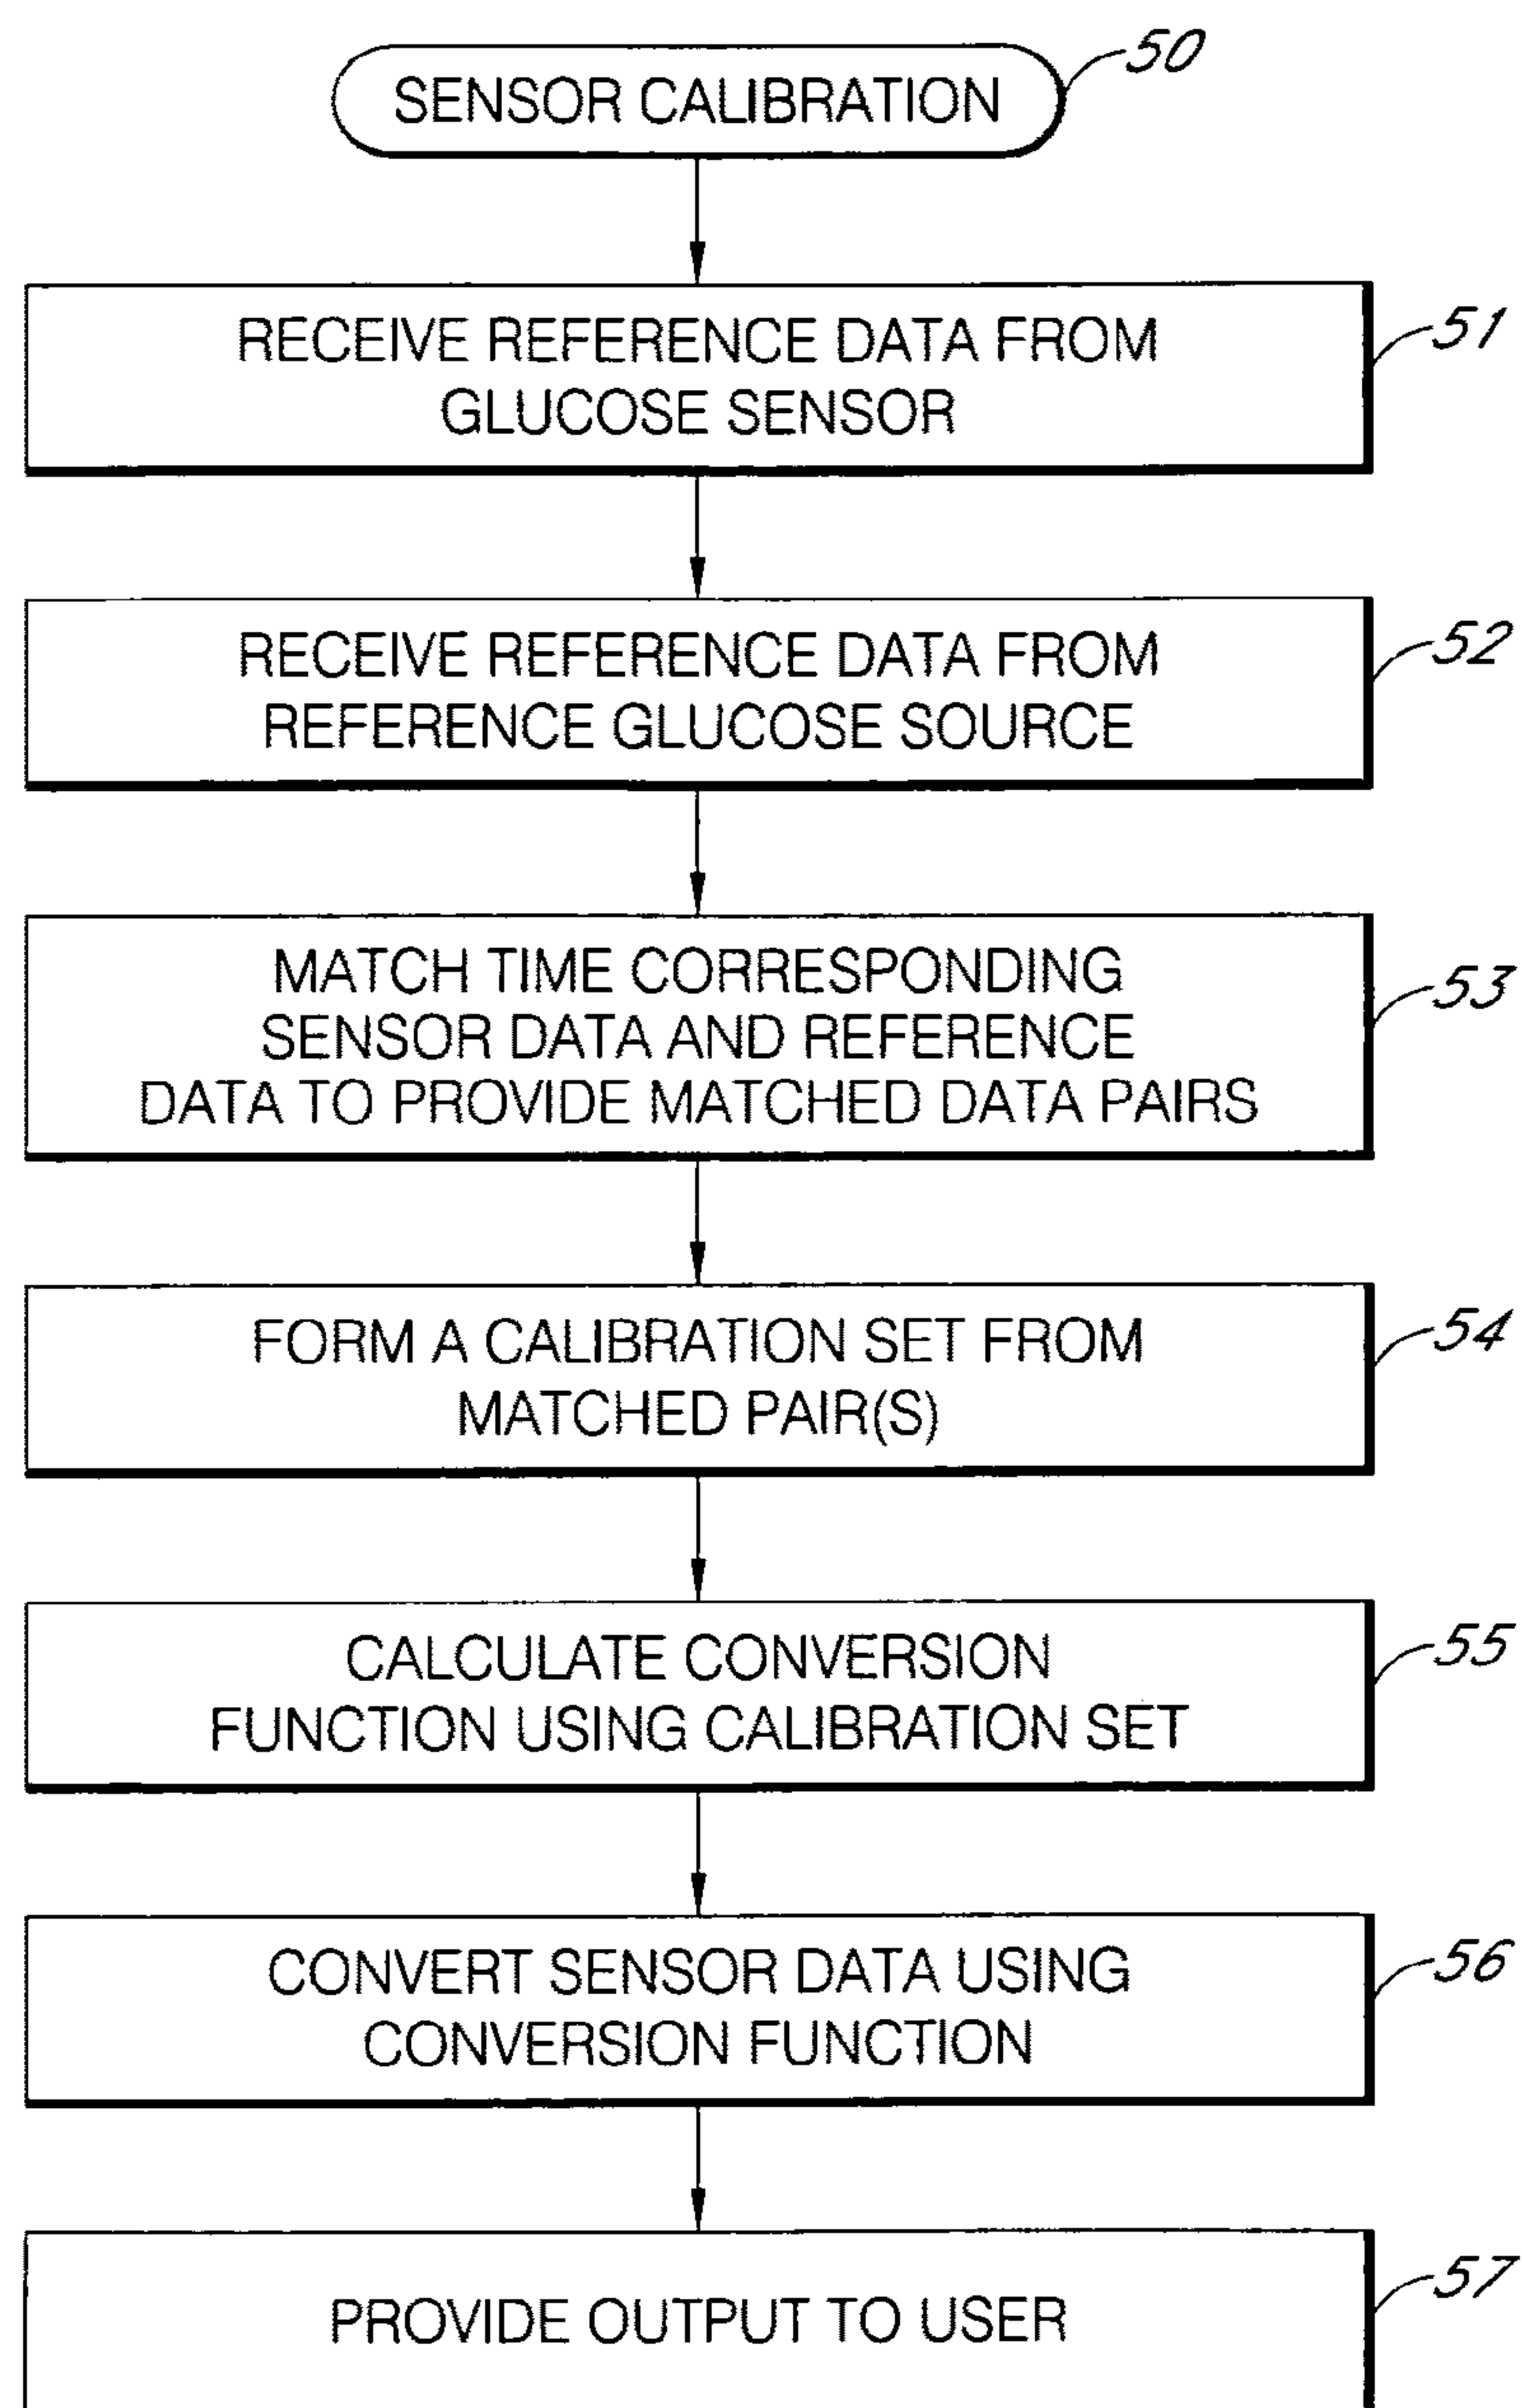 SENSOR CALIBRATION
50
RECEIVE REFERENCE DATA FROM
GLUCOSE SENSOR
51
RECEIVE REFERENCE DATA FROM
REFERENCE GLUCOSE SOURCE
52
MATCH TIME CORRESPONDING
SENSOR DATA AND REFERENCE
DATA TO PROVIDE MATCHED DATA PAIRS
53
FORM A CALIBRATION SET FROM
MATCHED PAIR(S)
54
CALCULATE CONVERSION
FUNCTION USING CALIBRATION SET
55
CONVERT SENSOR DATA USING
CONVERSION FUNCTION
56
PROVIDE OUTPUT TO USER
57